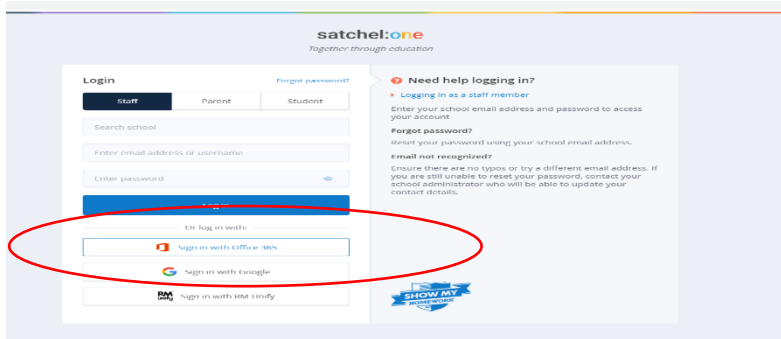 satchel:one
Together through education
Login
Forgot password?
Staff
Parent
Student
Search school
Enter email address or username
Enter password
Log in
Or log in with:
Sign in with Office 365
Sign in with Google
RM
unify
Sign in with RM Unify
Need help logging in?
Logging in as a staff member
Enter your school email address and password to access
your account
Forgot password?
Reset your password using your school email address.
Email not recognized?
Ensure there are no typos or try a different email address. If
you are still unable to reset your password, contact your
school administrator who will be able to update your
contact details.
SHOW MY
HOMEWORK